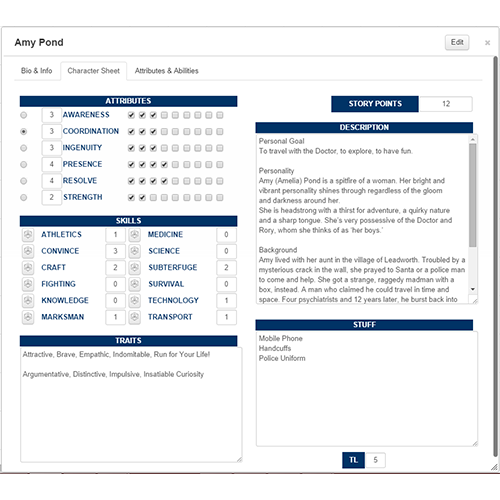 Amy Pond
Edit
×
Bio & Info
Character Sheet
Attributes & Abilities
ATTRIBUTES
3 AWARENESS
3 COORDINATION
3 INGENUITY
4 PRESENCE
4 RESOLVE
2 STRENGTH
SKILLS
ATHLETICS 1 MEDICINE 0
CONVINCE 3 SCIENCE 0
CRAFT 2 SUBTERFUGE 2
FIGHTING 0 SURVIVAL 0
KNOWLEDGE 0 TECHNOLOGY 1
MARKSMAN 1 TRANSPORT 1
TRAITS
Attractive, Brave, Empathic, Indomitable, Run for Your Life!
Argumentative, Distinctive, Impulsive, Insatiable Curiosity
STORY POINTS 12
DESCRIPTION
Personal Goal
To travel with the Doctor, to explore, to have fun.
Personality
Amy (Amelia) Pond is a spitfire of a woman. Her bright and
vibrant personality shines through regardless of the gloom
and darkness around her.
She is headstrong with a thirst for adventure, a quirky nature
and a sharp tongue. She's very possessive of the Doctor and
Rory, whom she thinks of as 'her boys.'
Background
Amy lived with her aunt in the village of Leadworth. Troubled by a
mysterious crack in the wall, she prayed to Santa or a police man
to come and help. She got a strange, raggedy madman with a
box, instead. A man who claimed he could travel in time and
space. Four psychiatrists and 12 years later, he burst back into
STUFF
Mobile Phone
Handcuffs
Police Uniform
TL 5